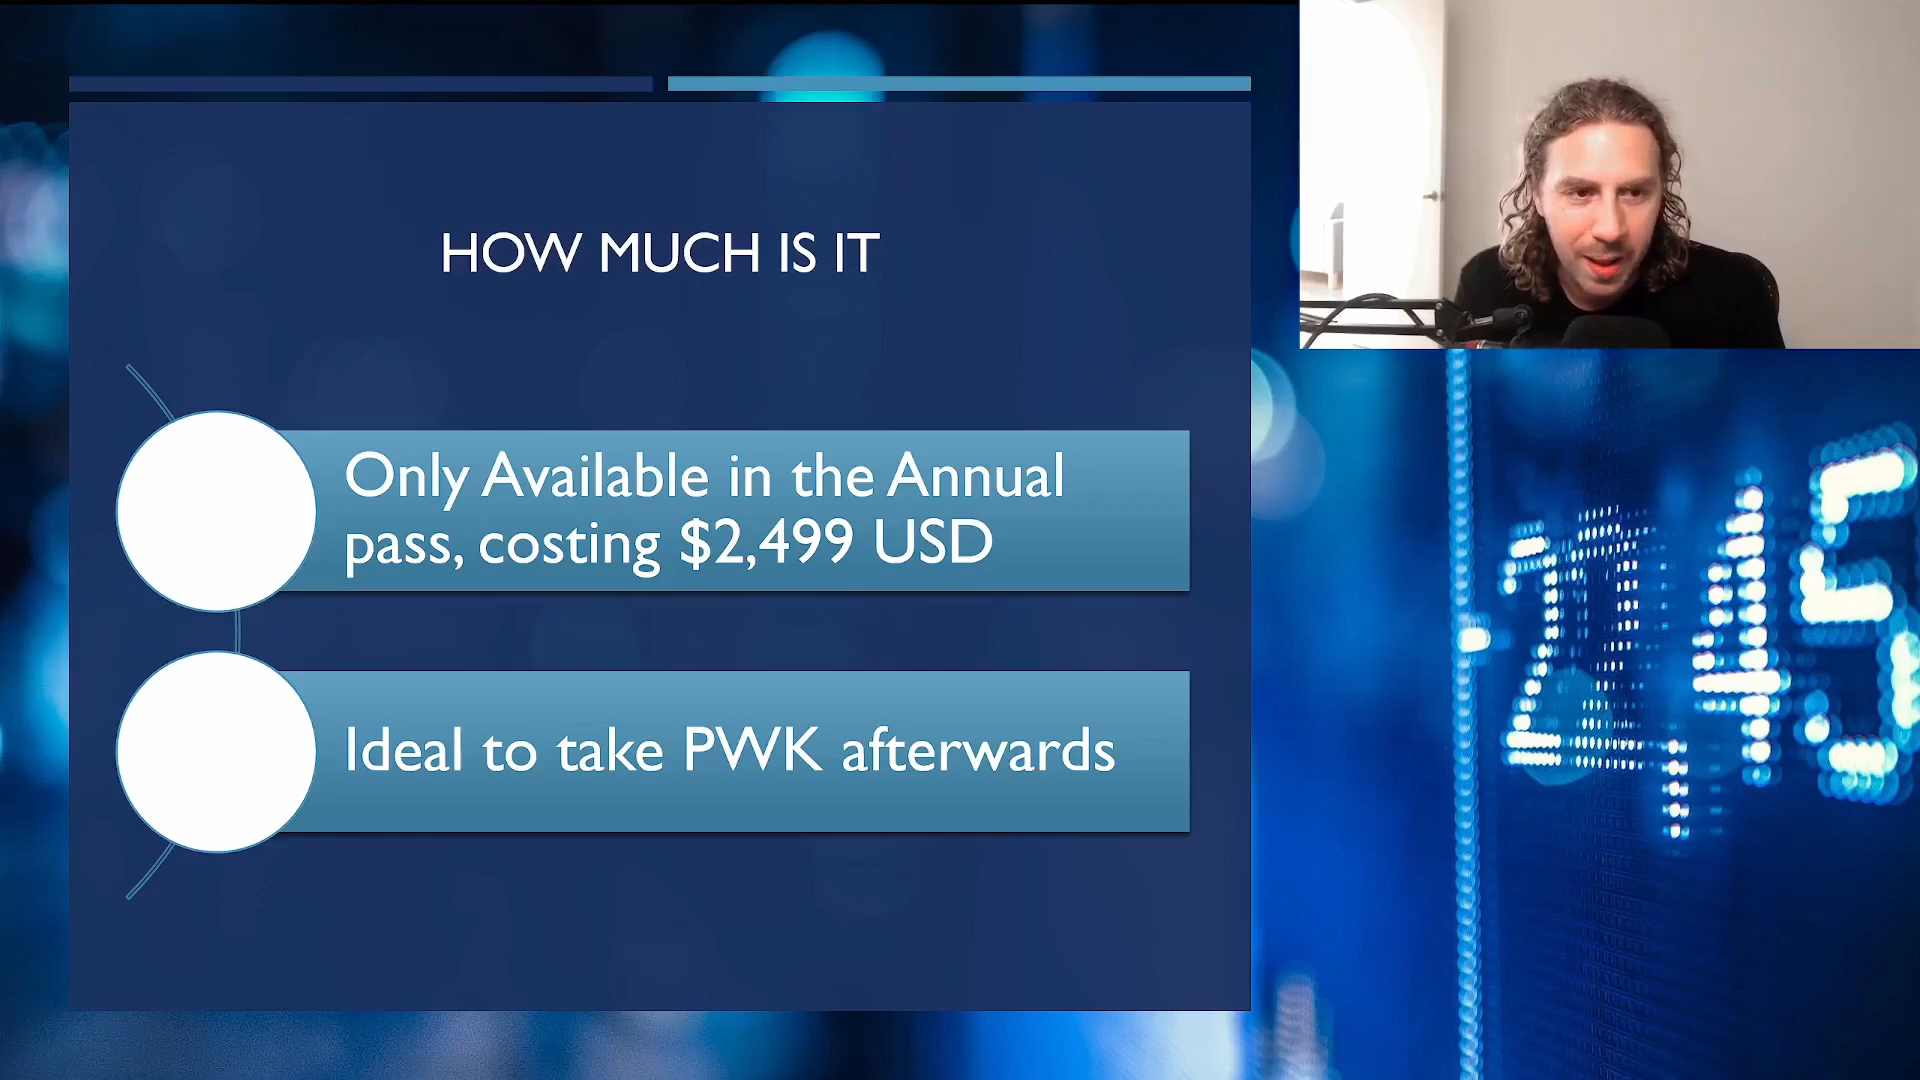 HOW MUCH IS IT
Only Available in the Annual
pass, costing $2,499 USD
Ideal to take PWK afterwards